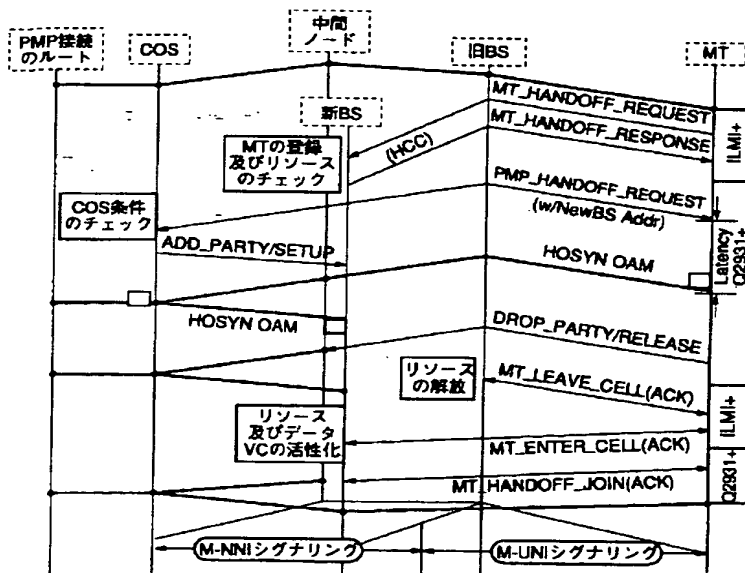 PMP接続
のルート
COS
中間
ノード
旧BS
MT
新BS
MT_HANDOFF_REQUEST
MT_HANDOFF_RESPONSE
(HCC)
ILMI+
MTの登録
及びリソース
のチェック
PMP_HANDOFF_REQUEST
(w/NewBS Addr)
COS条件
のチェック
ADD_PARTY/SETUP
Latency
Q2931+
HOSYN OAM
HOSYN OAM
DROP_PARTY/RELEASE
リソース
の解放
MT_LEAVE_CELL(ACK)
ILMI+
リソース
及びデータ
VCの活性化
MT_ENTER_CELL(ACK)
Q2931+
MT_HANDOFF_JOIN(ACK)
M-NNIシグナリング
M-UNIシグナリング